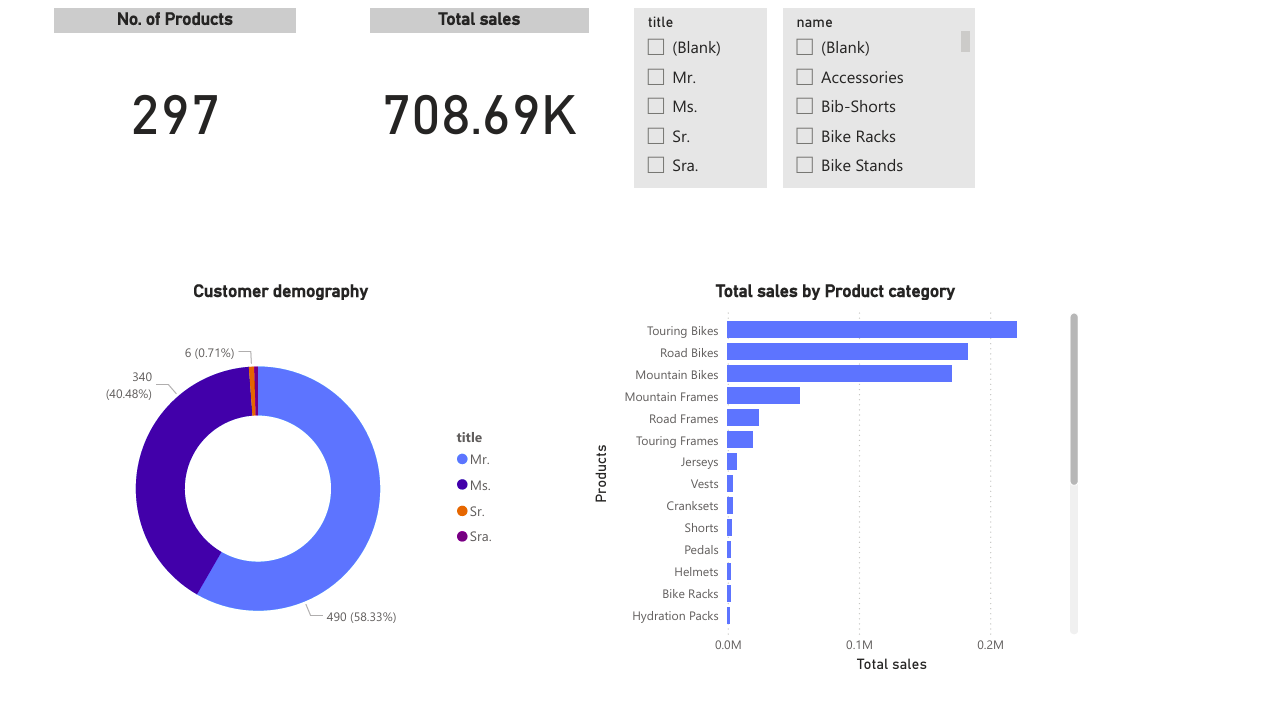 No. of Products
297
Total sales
708.69K
title
(Blank)
Mr.
Ms.
Sr.
Sra.
name
(Blank)
Accessories
Bib-Shorts
Bike Racks
Bike Stands
Customer demography
6 (0.71%)
340
(40.48%)
490 (58.33%)
title
Mr.
Ms.
Sr.
Sra.
Total sales by Product category
Products
Touring Bikes
Road Bikes
Mountain Bikes
Mountain Frames
Road Frames
Touring Frames
Jerseys
Vests
Cranksets
Shorts
Pedals
Helmets
Bike Racks
Hydration Packs
0.0M
0.1M
0.2M
Total sales